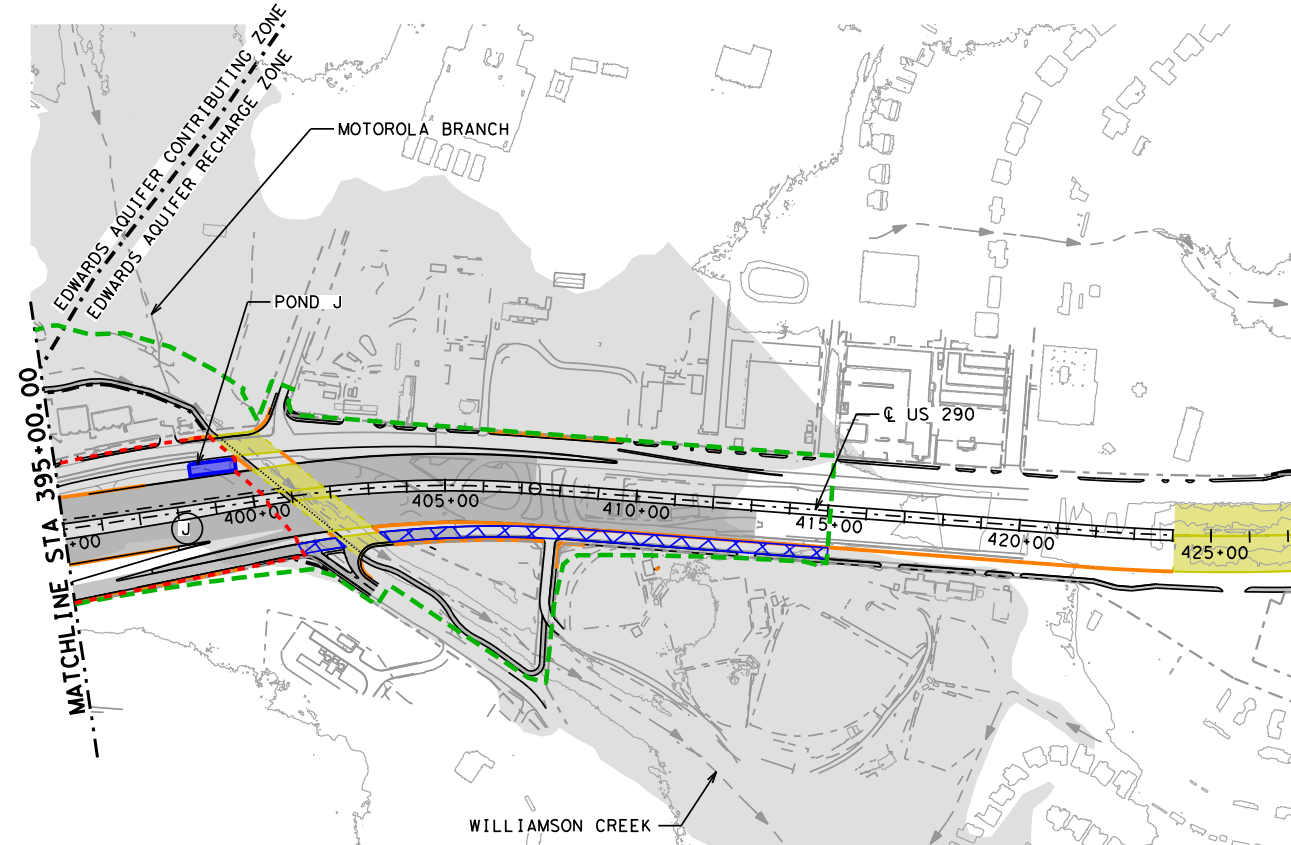 EDWARDS AQUIFER CONTRIBUTING ZONE
EDWARDS AQUIFER RECHARGE ZONE
MOTOROLA BRANCH
POND J
℄ US 290
MATCHLINE STA 395+00.00
+00
J
400+00
405+00
410+00
415+00
420+00
425+00
WILLIAMSON CREEK